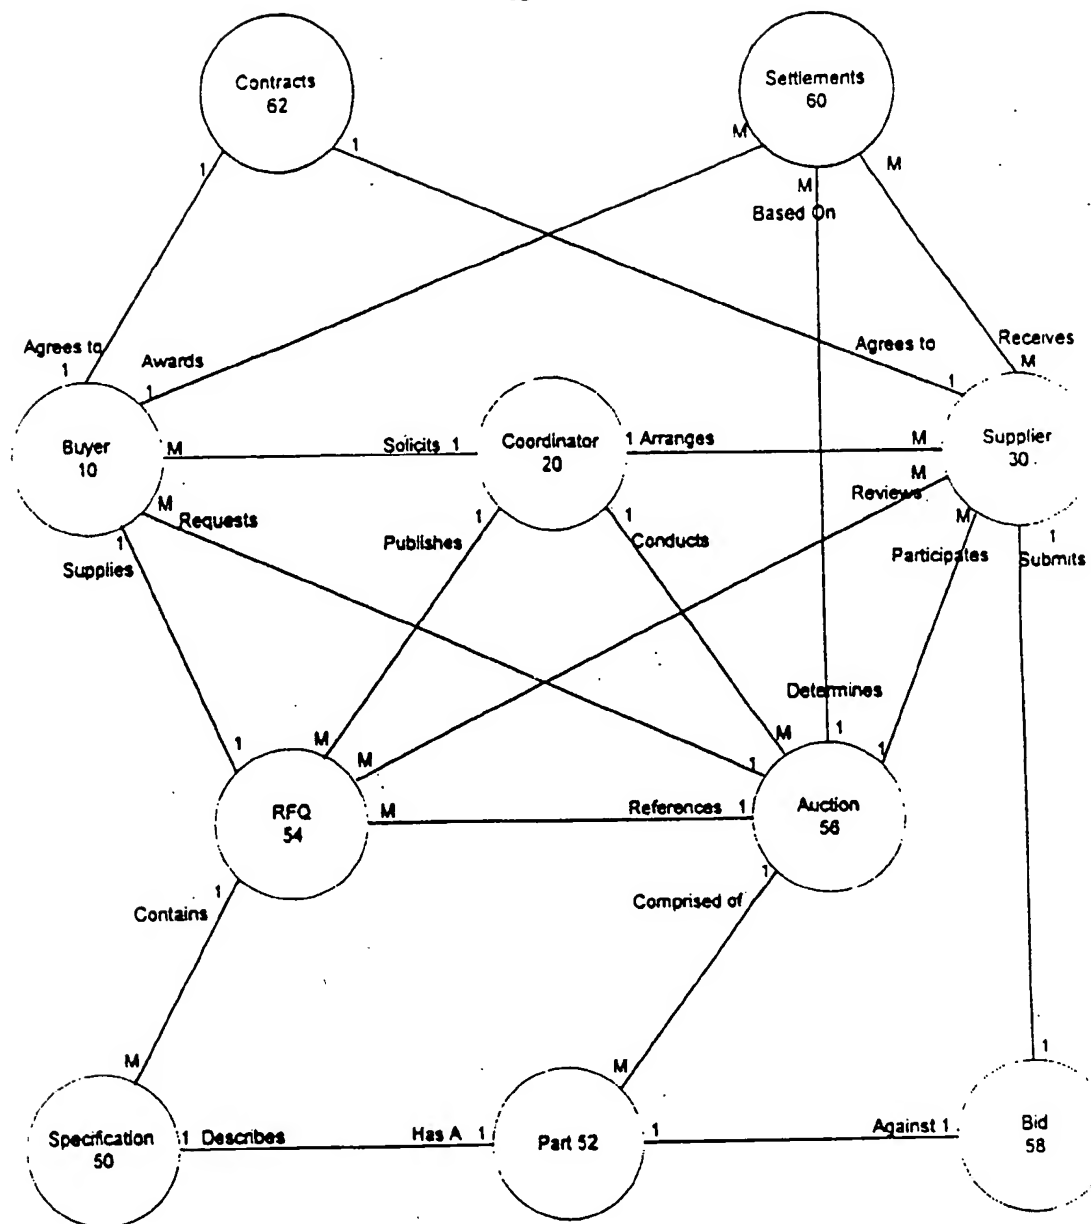 Contracts
62
Settlements
60
1
1
M
M
M
Based On
Agrees to
1
Awards
1
Agrees to
1
Receives
M
Buyer
10
M
Solicits 1
Coordinator
20
1 Arranges
M
Supplier
30
M
Requests
1
Supplies
1
Publishes
1
Conducts
M
Reviews
M
Participates
1
Submits
Determines
1
M
M
M
1
1
1
RFQ
54
M
References 1
Auction
56
1
Contains
1
Comprised of
M
M
1
Specification
50
1 Describes
Has A 1
Part 52
1
Against 1
Bid
58